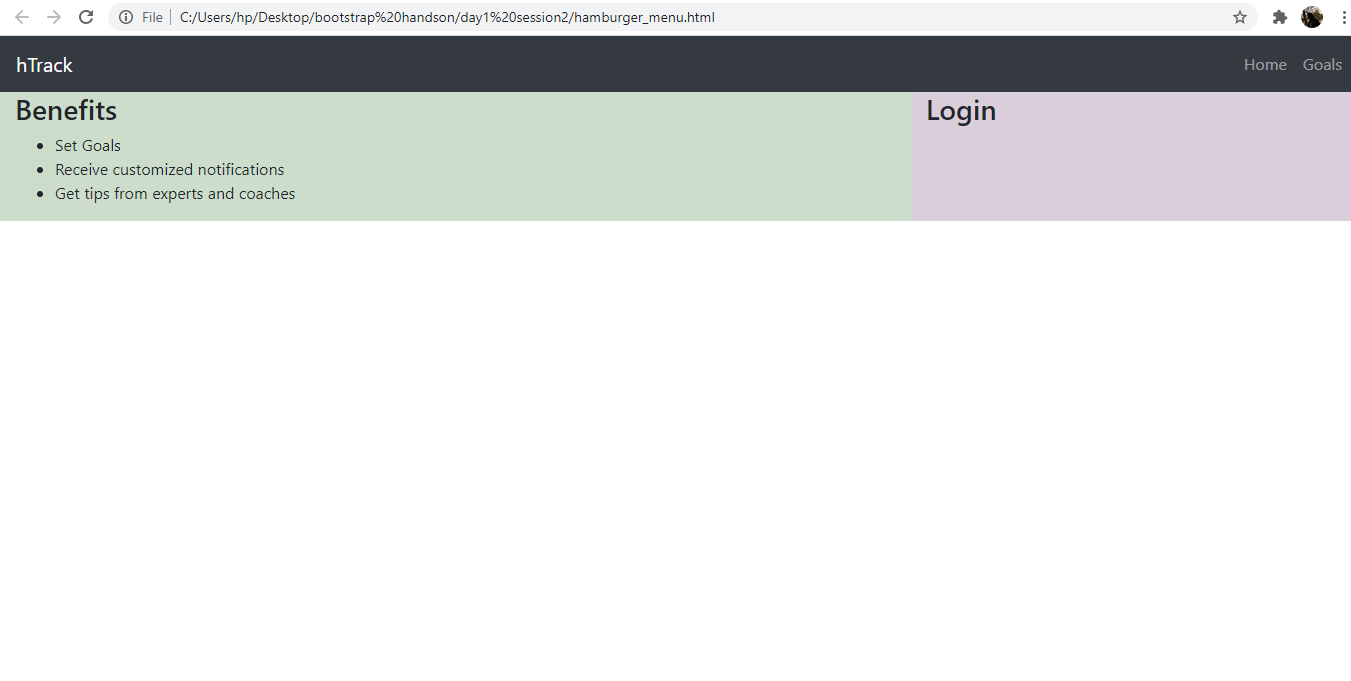 File C:/Users/hp/Desktop/bootstrap%20handson/day1%20session2/hamburger_menu.html
hTrack Home Goals
Benefits
Set Goals
Receive customized notifications
Get tips from experts and coaches
Login